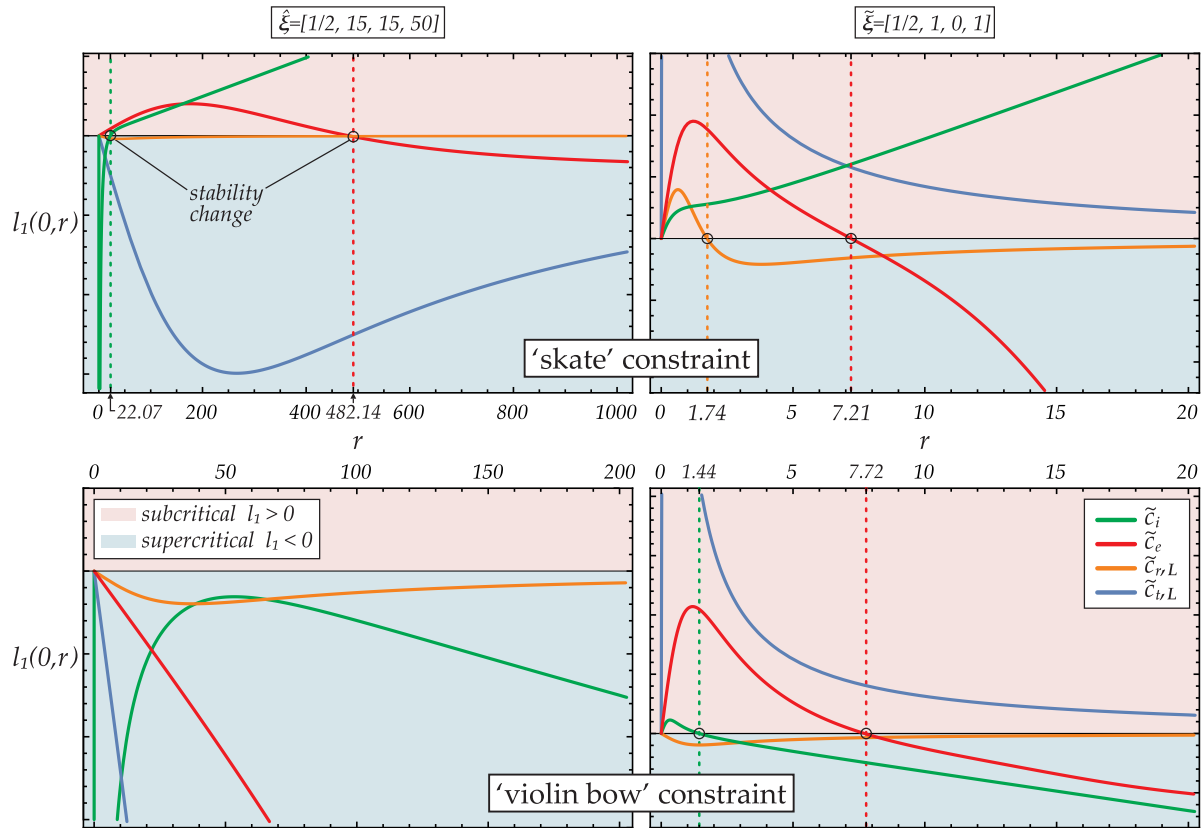 ξ̂=[1/2, 15, 15, 50]
ξ̃=[1/2, 1, 0, 1]
stability
change
l₁(0,r)
'skate' constraint
0 22.07 200 400 482.14 600 800 1000
0 1.74 5 7.21 10 15 20
r
r
0 50 100 150 200
0 1.44 5 7.72 10 15 20
subcritical l₁ > 0
supercritical l₁ < 0
c̃ᵢ
c̃ₑ
c̃r,L
c̃t,L
l₁(0,r)
'violin bow' constraint